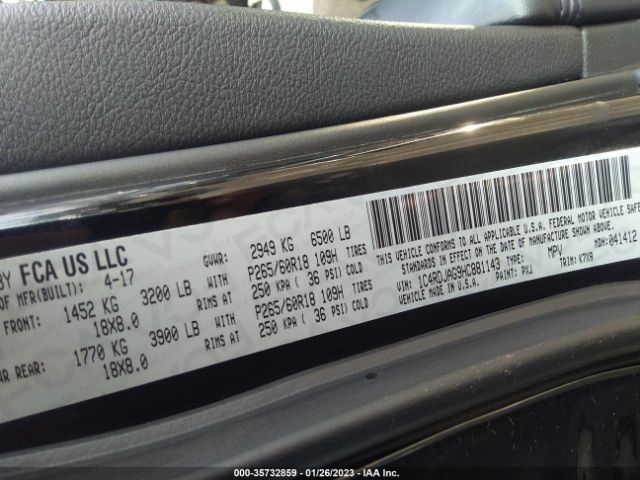 BY FCA US LLC
OF MFR(BUILT): 4-17 GVWR: 2949 KG 6500 LB
FRONT: 1452 KG 3200 LB WITH P265/60R18 109H TIRES
18X8.0 RIMS AT 250 KPA ( 36 PSI) COLD
WR REAR: 1770 KG 3900 LB WITH P265/60R18 109H TIRES
18X8.0 RIMS AT 250 KPA ( 36 PSI) COLD
THIS VEHICLE CONFORMS TO ALL APPLICABLE U.S.A. FEDERAL MOTOR VEHICLE SAFE
STANDARDS IN EFFECT ON THE DATE OF MANUFACTURE SHOWN
VIN: 1C4RDJAG9HC881143 TYPE: MPV MDH: 041412
MADE IN U.S.A. PAINT: PXJ TRIM: K7X9
000-35732859 - 01/26/2023 - IAA Inc.